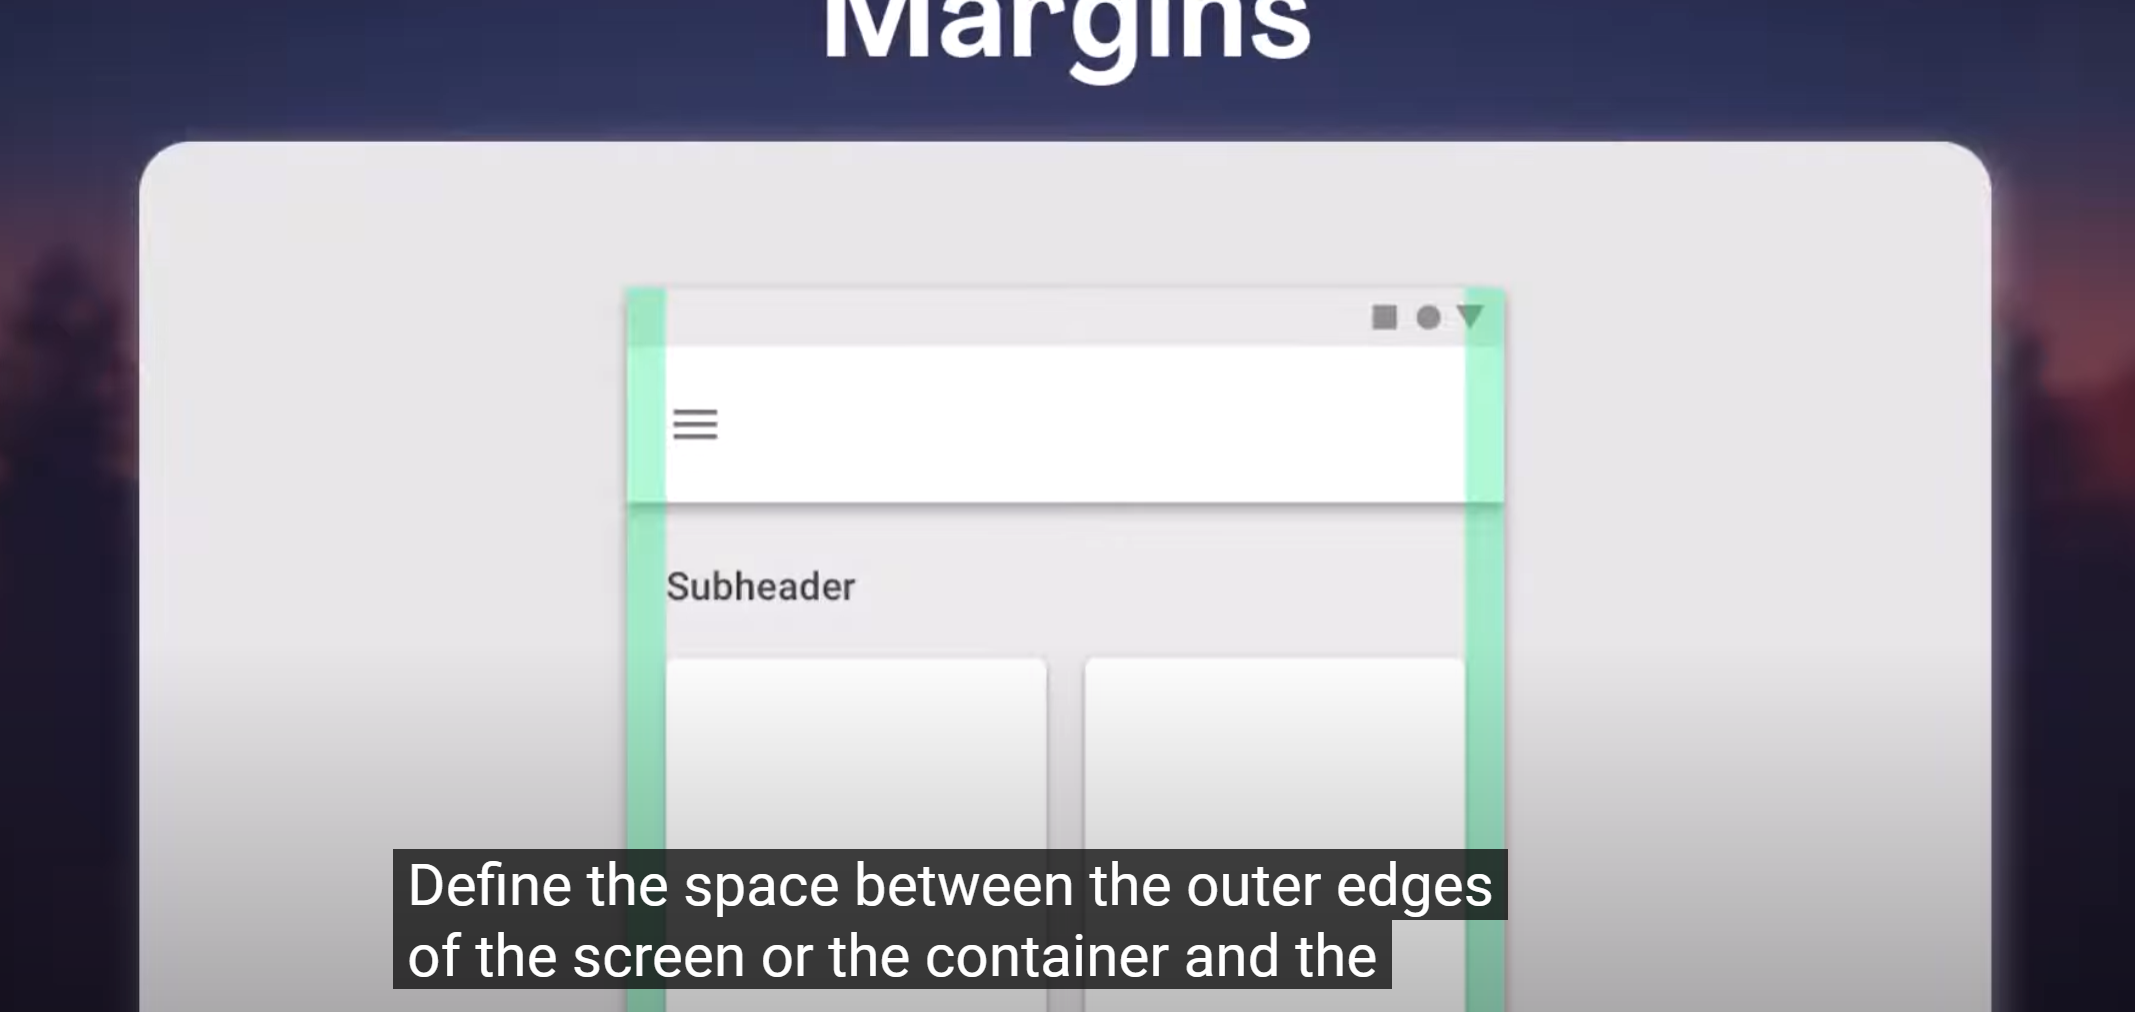 Margins
Subheader
Define the space between the outer edges
of the screen or the container and the